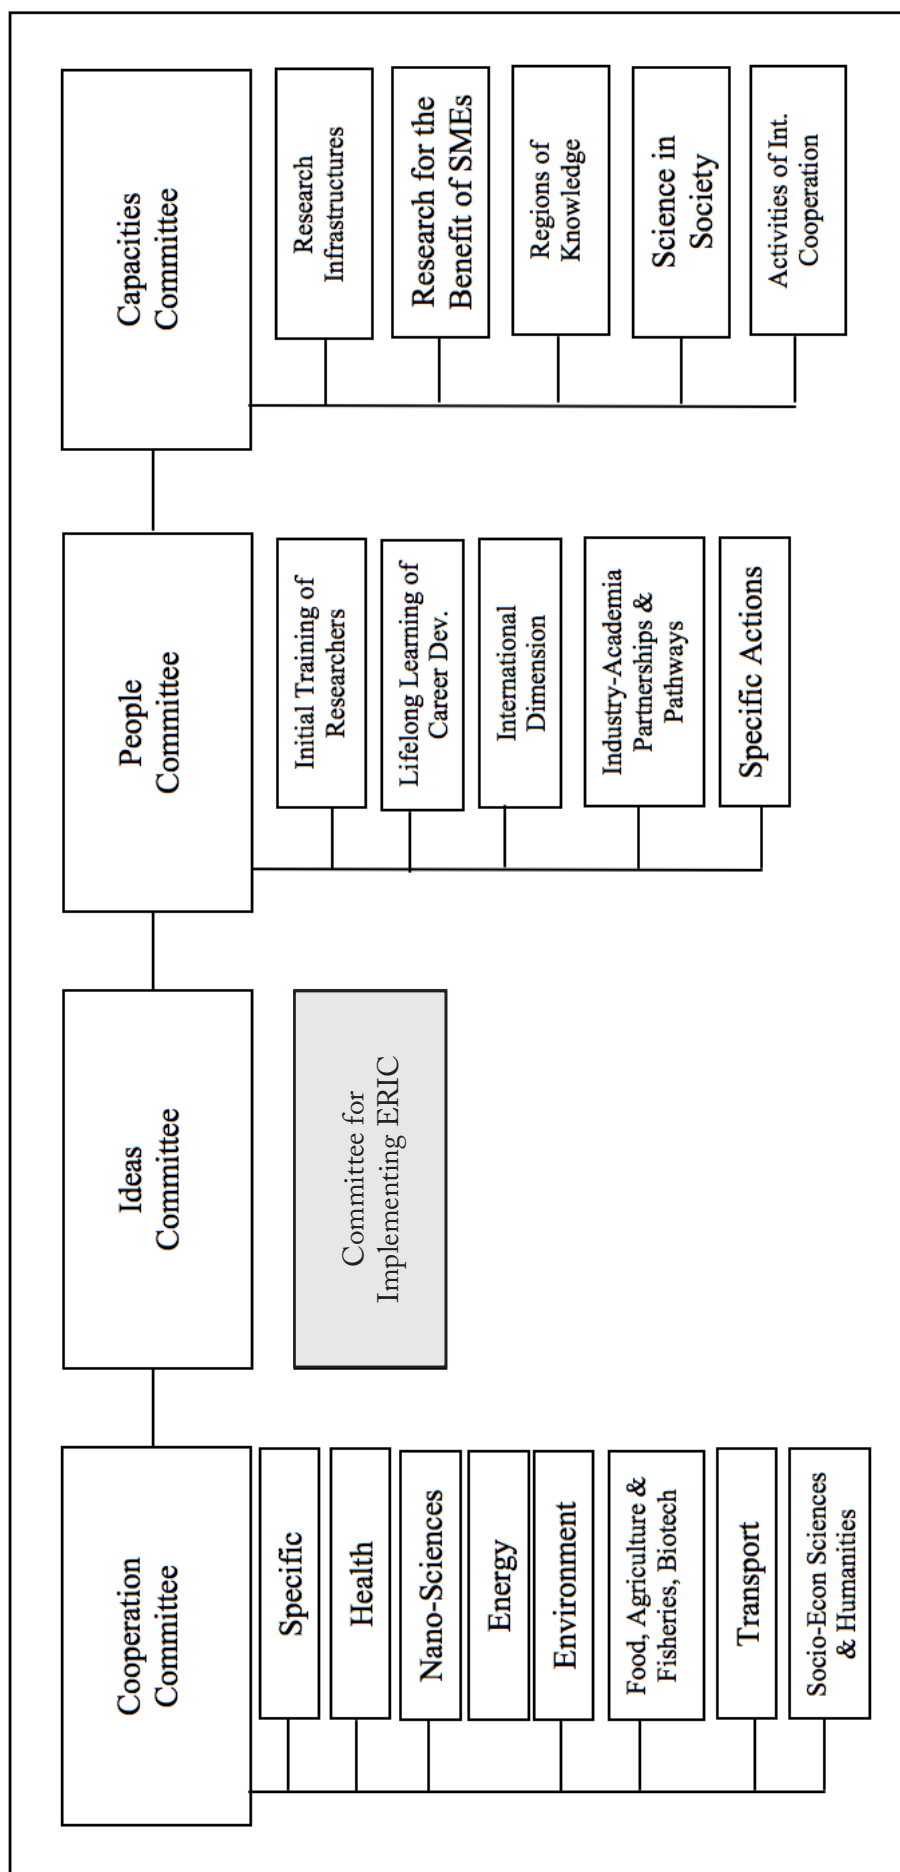 Cooperation
Committee
Specific
Health
Nano-Sciences
Energy
Environment
Food, Agriculture &
Fisheries, Biotech
Transport
Socio-Econ Sciences
& Humanities
Ideas
Committee
Committee for
Implementing ERIC
People
Committee
Initial Training of
Researchers
Lifelong Learning of
Career Dev.
International
Dimension
Industry-Academia
Partnerships &
Pathways
Specific Actions
Capacities
Committee
Research
Infrastructures
Research for the
Benefit of SMEs
Regions of
Knowledge
Science in
Society
Activities of Int.
Cooperation